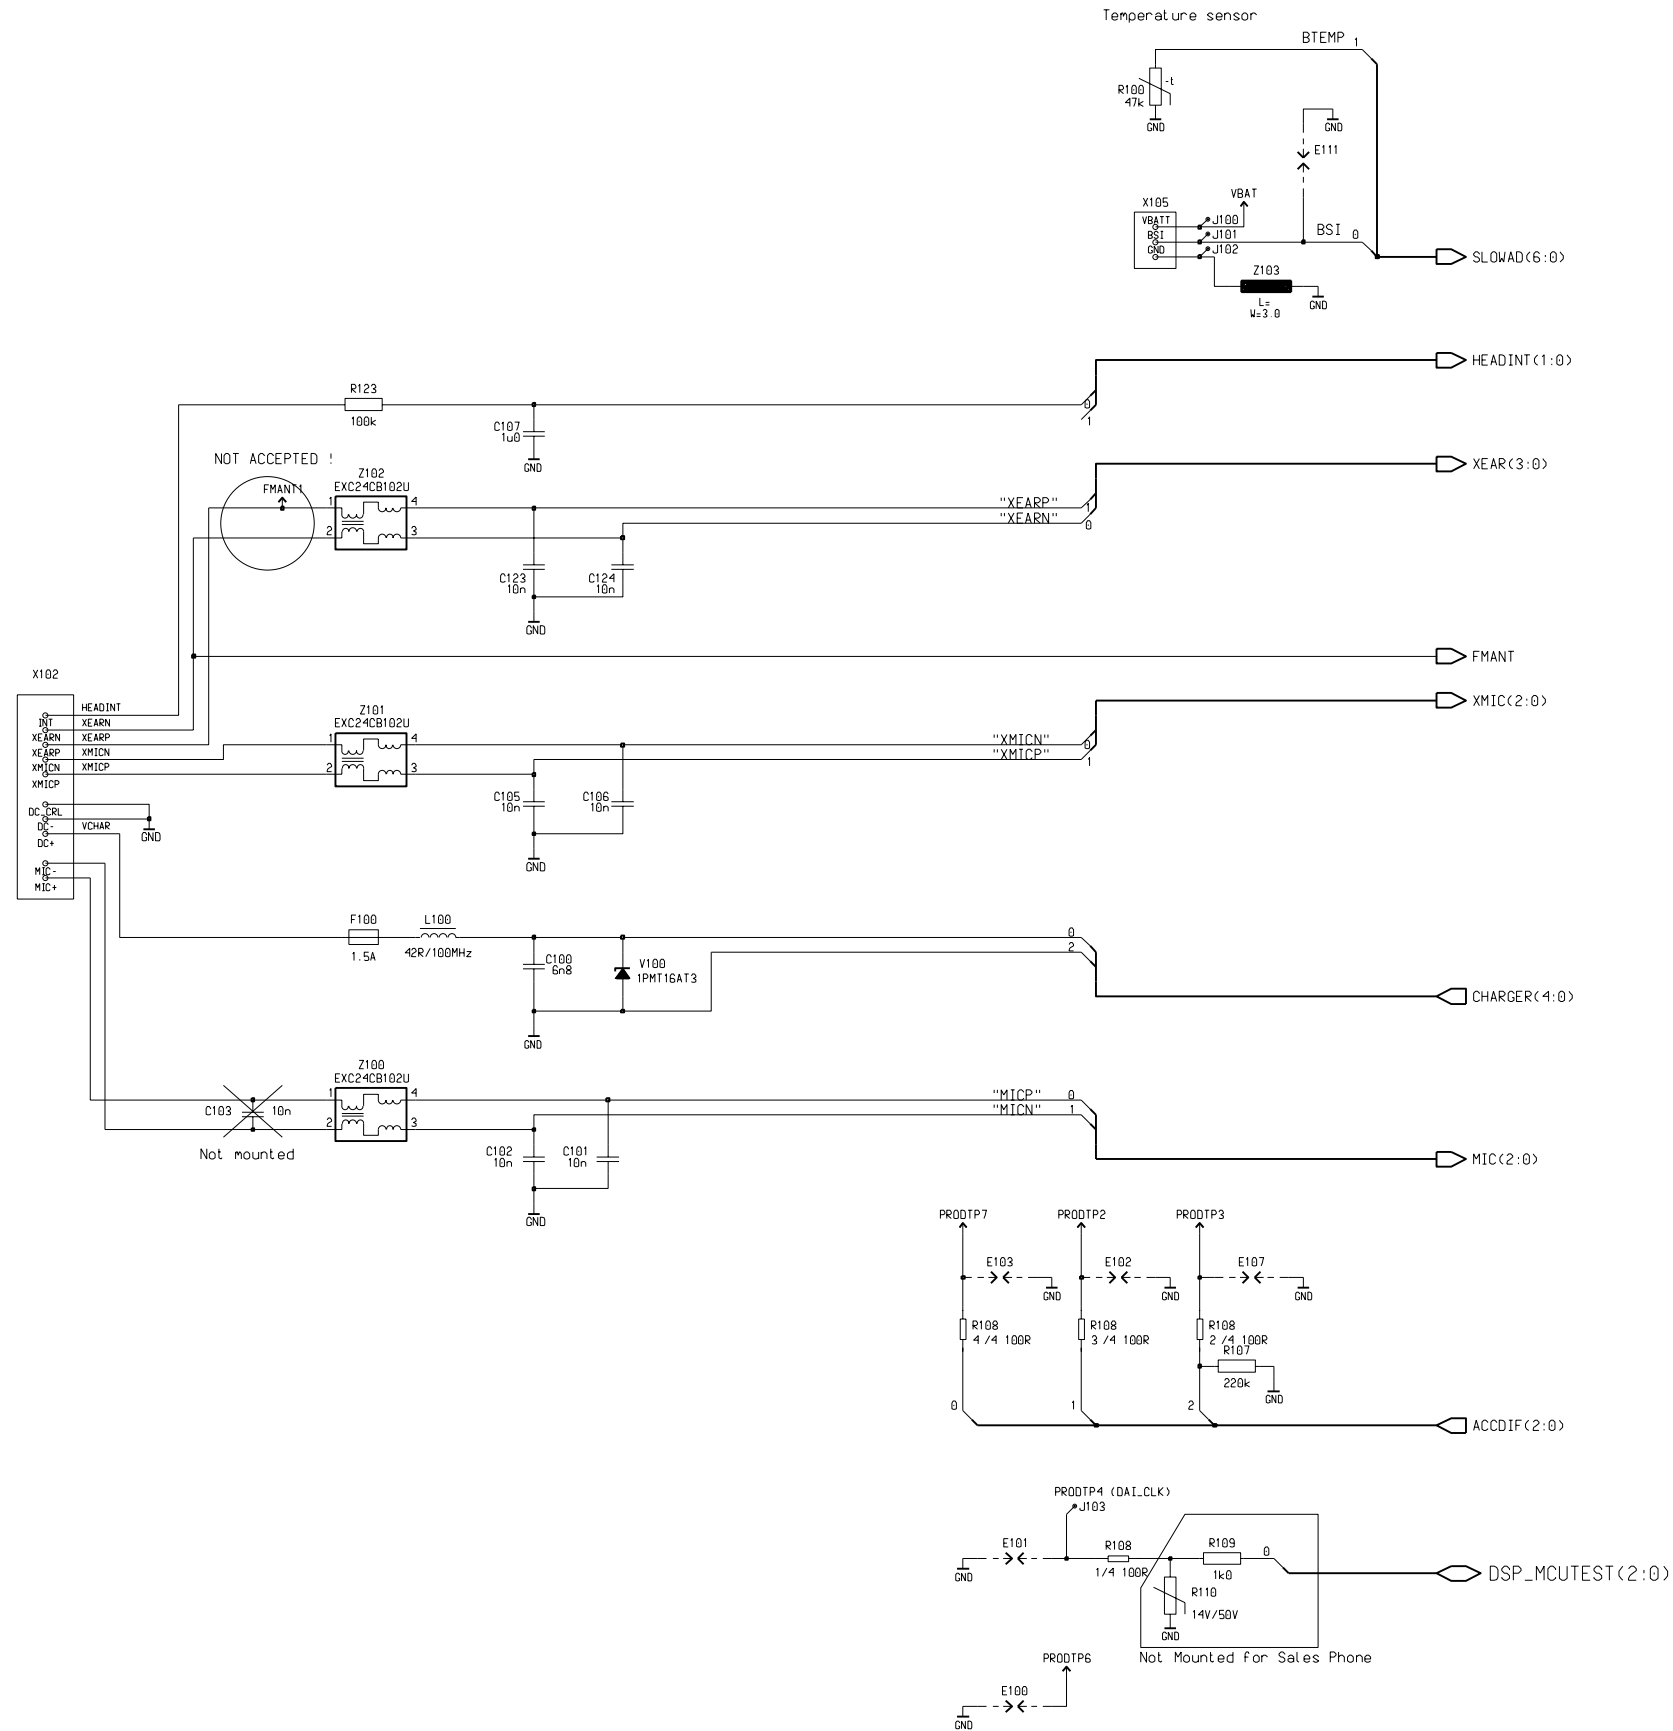 Temperature sensor
BTEMP 1
R100 -t
47k
GND
GND
E111
VBAT
X105
VBATT J100
BSI J101 BSI 0
GND J102
SLOWAD(6:0)
Z103
L=
W=3.0
GND
HEADINT(1:0)
R123
100k
0
1
C107
1u0
GND
NOT ACCEPTED !
XEAR(3:0)
Z102
EXC24CB102U
FMANT1
1 4
"XEARP" 1
"XEARN" 0
2 3
C123 C124
10n 10n
GND
FMANT
X102
XMIC(2:0)
HEADINT
INT XEARN
XEARN XEARP
XEARP XMICN
XMICN XMICP
XMICP
Z101
EXC24CB102U
1 4
"XMICN" 0
"XMICP" 1
2 3
C105 C106
10n 10n
GND
DC_CRL
DC- VCHAR
DC+
GND
MIC-
MIC+
F100 L100
1.5A 42R/100MHz
0
2
C100
6n8
V100
1PMT16AT3
CHARGER(4:0)
GND
Z100
EXC24CB102U
1 4
"MICP" 0
"MICN" 1
C103 10n
2 3
Not mounted
C102 C101
10n 10n
MIC(2:0)
GND
PRODTP7 PRODTP2 PRODTP3
E103 E102 E107
GND GND GND
R108 R108 R108
4 /4 100R 3 /4 100R 2 /4 100R
R107
220k
GND
0 1 2
ACCDIF(2:0)
PRODTP4 (DAI_CLK)
J103
E101 R108 R109 0
GND 1/4 100R 1k0
DSP_MCUTEST(2:0)
R110
14V/50V
GND
Not Mounted for Sales Phone
PRODTP6
E100
GND